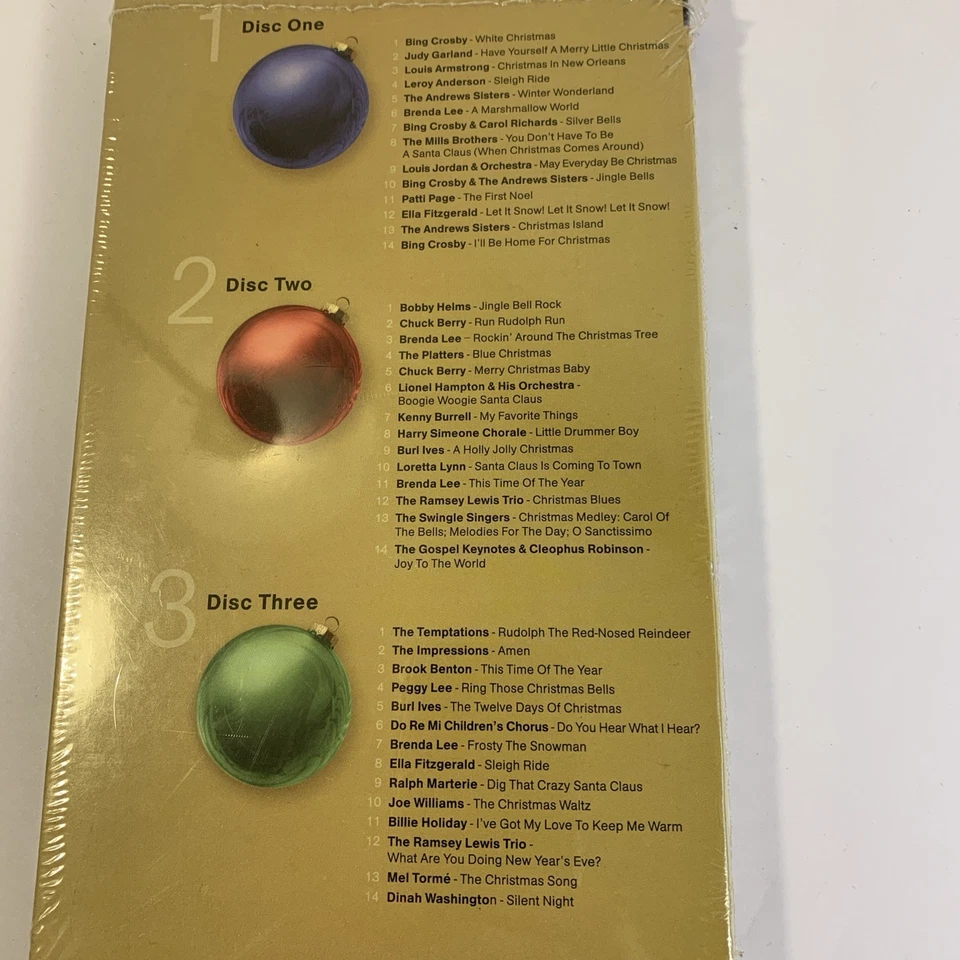 1 Disc One
1 Bing Crosby - White Christmas
2 Judy Garland - Have Yourself A Merry Little Christmas
3 Louis Armstrong - Christmas In New Orleans
4 Leroy Anderson - Sleigh Ride
5 The Andrews Sisters - Winter Wonderland
6 Brenda Lee - A Marshmallow World
7 Bing Crosby & Carol Richards - Silver Bells
8 The Mills Brothers - You Don't Have To Be
A Santa Claus (When Christmas Comes Around)
9 Louis Jordan & Orchestra - May Everyday Be Christmas
10 Bing Crosby & The Andrews Sisters - Jingle Bells
11 Patti Page - The First Noel
12 Ella Fitzgerald - Let It Snow! Let It Snow! Let It Snow!
13 The Andrews Sisters - Christmas Island
14 Bing Crosby - I'll Be Home For Christmas
2 Disc Two
1 Bobby Helms - Jingle Bell Rock
2 Chuck Berry - Run Rudolph Run
3 Brenda Lee – Rockin' Around The Christmas Tree
4 The Platters - Blue Christmas
5 Chuck Berry - Merry Christmas Baby
6 Lionel Hampton & His Orchestra -
Boogie Woogie Santa Claus
7 Kenny Burrell - My Favorite Things
8 Harry Simeone Chorale - Little Drummer Boy
9 Burl Ives - A Holly Jolly Christmas
10 Loretta Lynn - Santa Claus Is Coming To Town
11 Brenda Lee - This Time Of The Year
12 The Ramsey Lewis Trio - Christmas Blues
13 The Swingle Singers - Christmas Medley: Carol Of
The Bells; Melodies For The Day; O Sanctissimo
14 The Gospel Keynotes & Cleophus Robinson -
Joy To The World
3 Disc Three
1 The Temptations - Rudolph The Red-Nosed Reindeer
2 The Impressions - Amen
3 Brook Benton - This Time Of The Year
4 Peggy Lee - Ring Those Christmas Bells
5 Burl Ives - The Twelve Days Of Christmas
6 Do Re Mi Children's Chorus - Do You Hear What I Hear?
7 Brenda Lee - Frosty The Snowman
8 Ella Fitzgerald - Sleigh Ride
9 Ralph Marterie - Dig That Crazy Santa Claus
10 Joe Williams - The Christmas Waltz
11 Billie Holiday - I've Got My Love To Keep Me Warm
12 The Ramsey Lewis Trio -
What Are You Doing New Year's Eve?
13 Mel Tormé - The Christmas Song
14 Dinah Washington - Silent Night